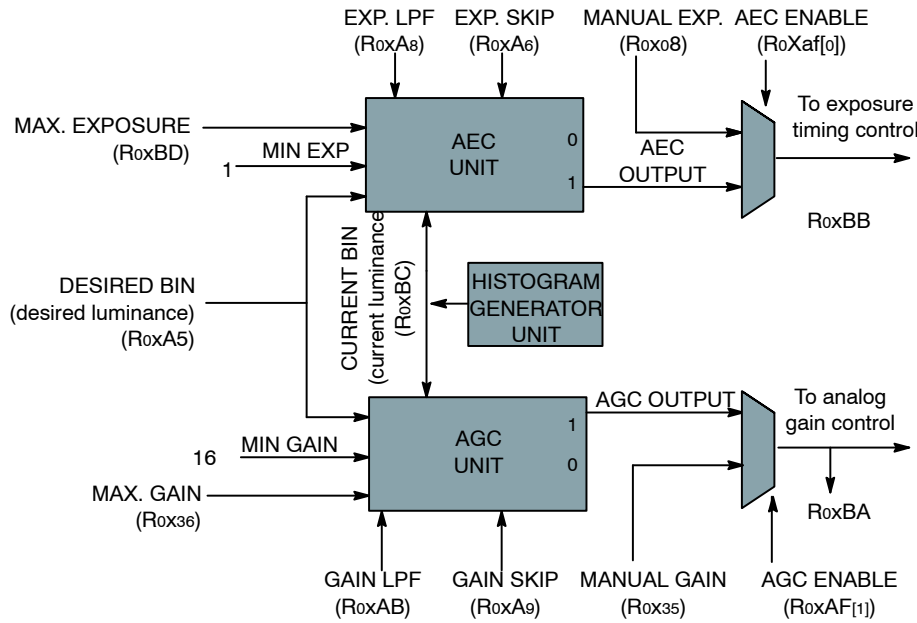 EXP. LPF
(R0xA8)
EXP. SKIP
(R0xA6)
MANUAL EXP.
(R0x08)
AEC ENABLE
(R0Xaf[0])
MAX. EXPOSURE
(R0xBD)
MIN EXP
1
AEC
UNIT
0
1
AEC
OUTPUT
To exposure
timing control
R0xBB
DESIRED BIN
(desired luminance)
(R0xA5)
CURRENT BIN
(current luminance)
(R0xBC)
HISTOGRAM
GENERATOR
UNIT
AGC
UNIT
1
0
AGC OUTPUT
To analog
gain control
R0xBA
16
MIN GAIN
MAX. GAIN
(R0x36)
GAIN LPF
(R0xAB)
GAIN SKIP
(R0xA9)
MANUAL GAIN
(R0x35)
AGC ENABLE
(R0xAF[1])